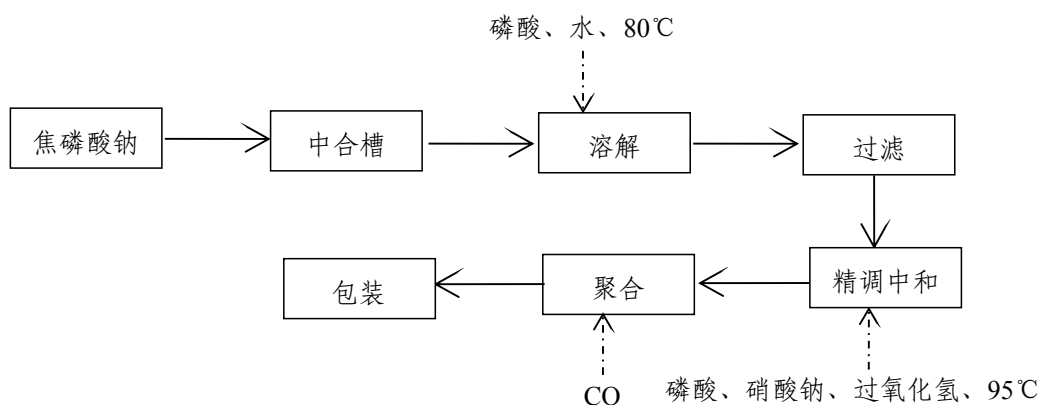 磷酸、水、80℃
焦磷酸钠
中合槽
溶解
过滤
包装
聚合
精调中和
CO
磷酸、硝酸钠、过氧化氢、95℃